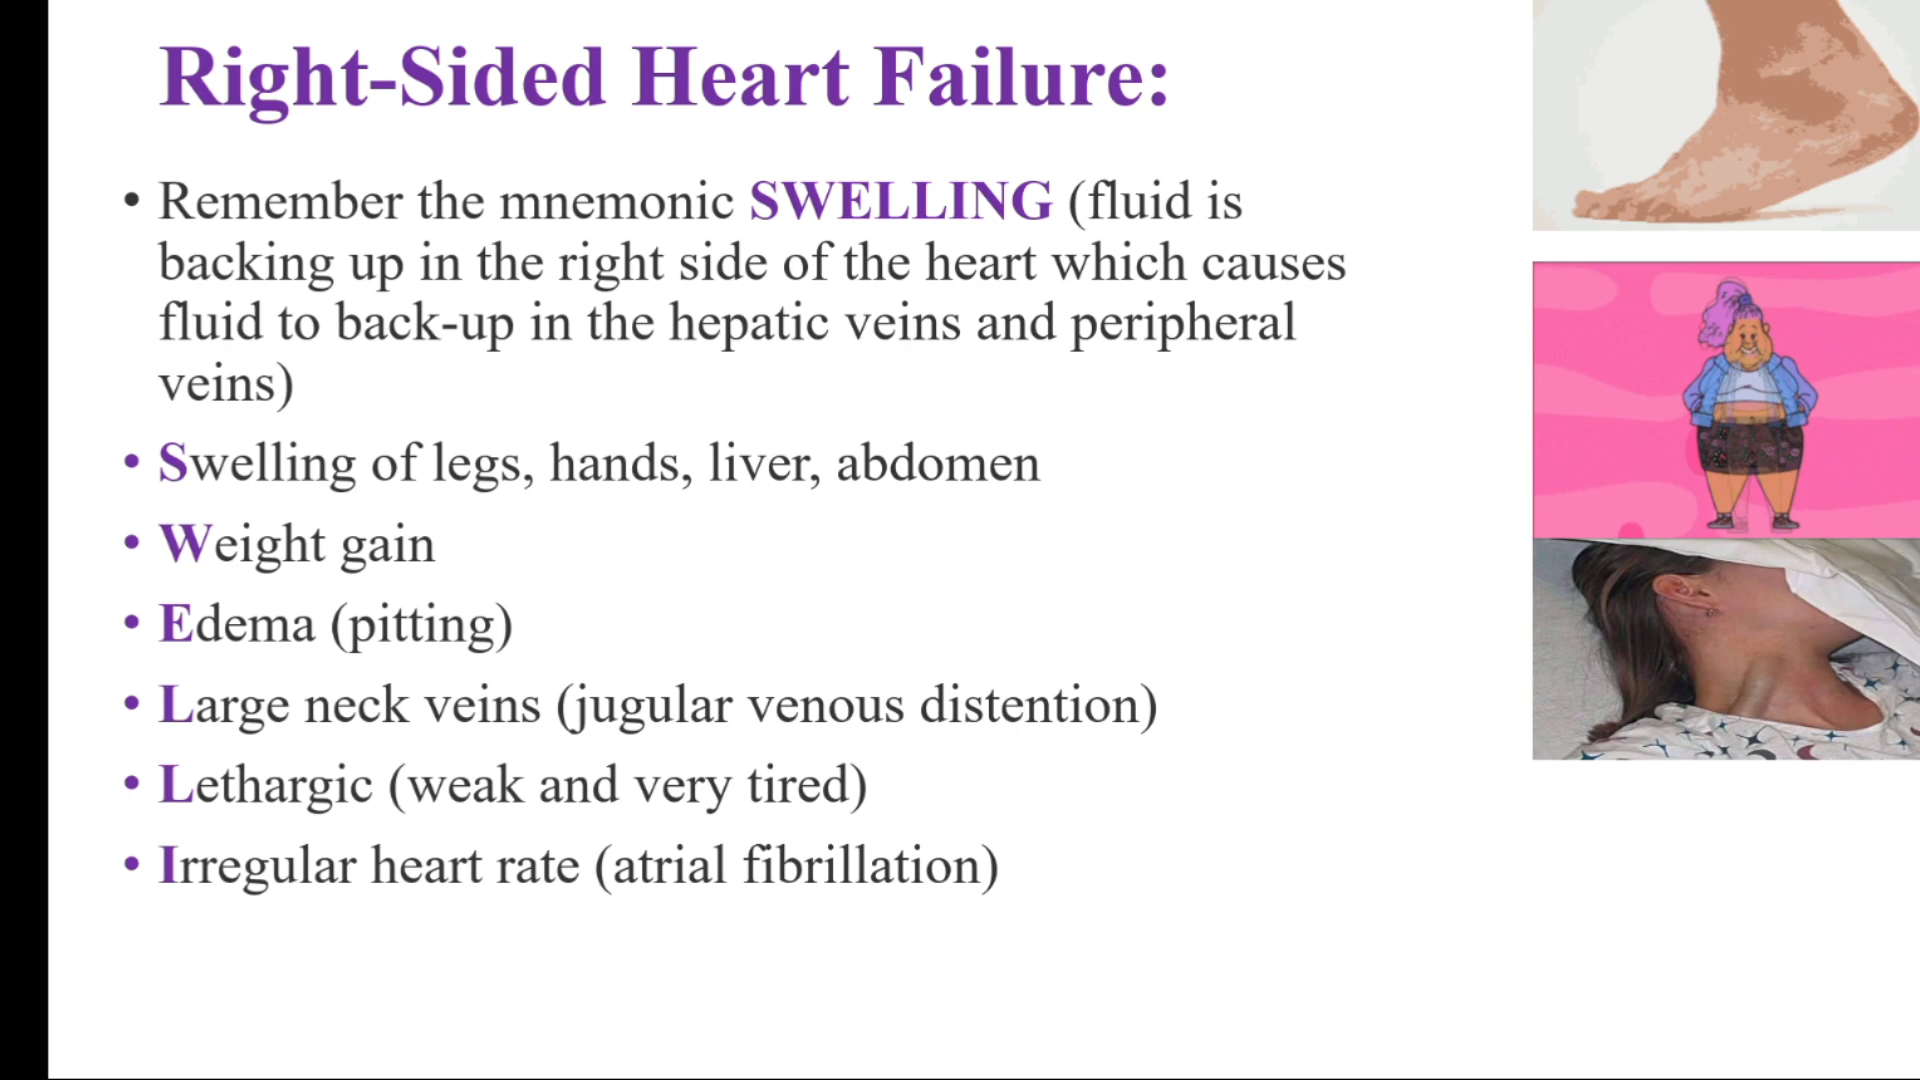 Right-Sided Heart Failure:
• Remember the mnemonic SWELLING (fluid is
backing up in the right side of the heart which causes
fluid to back-up in the hepatic veins and peripheral
veins)
• Swelling of legs, hands, liver, abdomen
• Weight gain
• Edema (pitting)
• Large neck veins (jugular venous distention)
• Lethargic (weak and very tired)
• Irregular heart rate (atrial fibrillation)